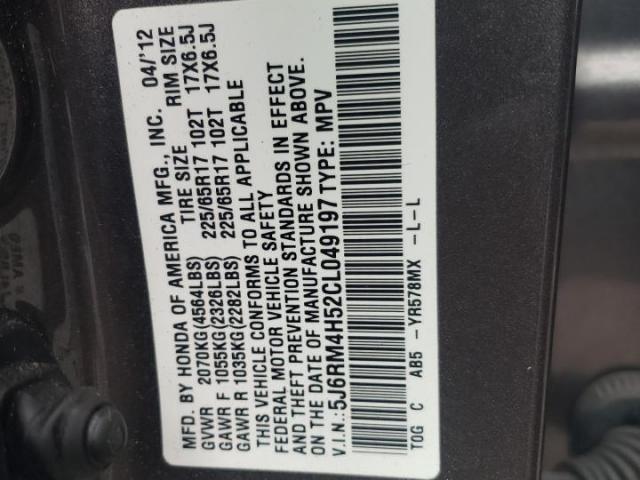 MFD. BY HONDA OF AMERICA MFG., INC. 04/'12
TIRE SIZE RIM SIZE
GVWR 2070KG(4564LBS)
GAWR F 1055KG(2326LBS) 225/65R17 102T 17X6.5J
GAWR R 1035KG(2282LBS) 225/65R17 102T 17X6.5J
THIS VEHICLE CONFORMS TO ALL APPLICABLE
FEDERAL MOTOR VEHICLE SAFETY
AND THEFT PREVENTION STANDARDS IN EFFECT
ON THE DATE OF MANUFACTURE SHOWN ABOVE.
V.I.N.:5J6RM4H52CL049197 TYPE: MPV
TOG C AB5 -YR578MX -L-L